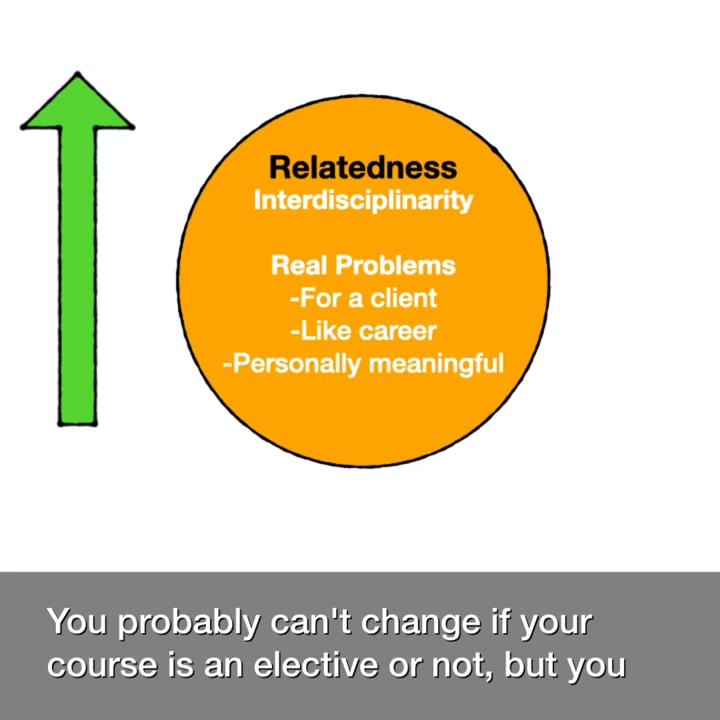 Relatedness
Interdisciplinarity
Real Problems
-For a client
-Like career
-Personally meaningful
You probably can't change if your
course is an elective or not, but you